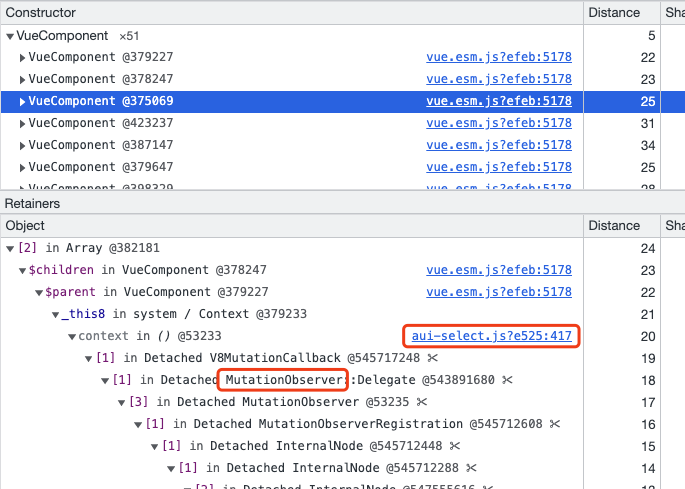 Constructor Distance Sha
VueComponent ×51 5
VueComponent @379227 vue.esm.js?efeb:5178 22
VueComponent @378247 vue.esm.js?efeb:5178 23
VueComponent @375069 vue.esm.js?efeb:5178 25
VueComponent @423237 vue.esm.js?efeb:5178 31
VueComponent @387147 vue.esm.js?efeb:5178 34
VueComponent @379647 vue.esm.js?efeb:5178 25
VueComponent @398329 vue.esm.js?efeb:5178 28
Retainers
Object Distance Sha
[2] in Array @382181 24
$children in VueComponent @378247 vue.esm.js?efeb:5178 23
$parent in VueComponent @379227 vue.esm.js?efeb:5178 22
_this8 in system / Context @379233 21
context in () @53233 aui-select.js?e525:417 20
[1] in Detached V8MutationCallback @545717248 19
[1] in Detached MutationObserver::Delegate @543891680 18
[3] in Detached MutationObserver @53235 17
[1] in Detached MutationObserverRegistration @545712608 16
[1] in Detached InternalNode @545712448 15
[1] in Detached InternalNode @545712288 14
[2] in Detached InternalNode @547555616